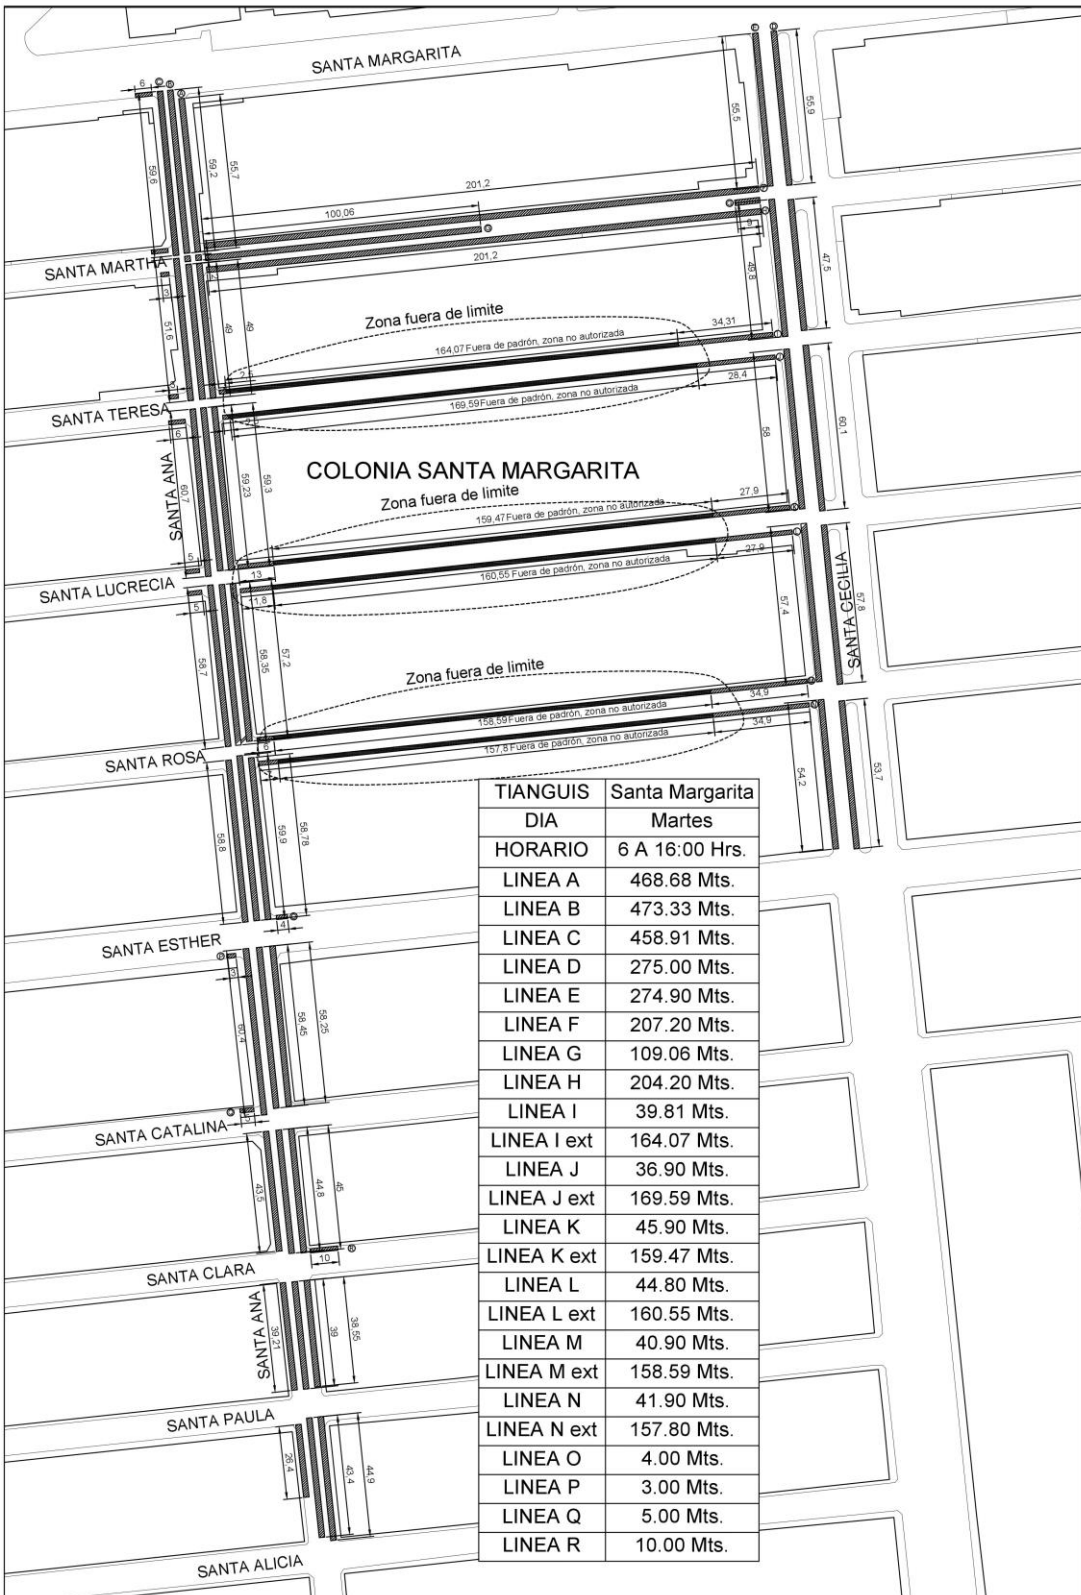 SANTA MARGARITA
6
55,5
55,9
59,6
59,2
55,7
201,2
100,06
9
SANTA MARTHA
201,2
47,5
49,8
3
51,6
49
49
Zona fuera de limite
34,31
164,07 Fuera de padrón, zona no autorizada
28,4
SANTA TERESA
169,59 Fuera de padrón, zona no autorizada
6
58
60,1
SANTA ANA
60,7
59,23
59,3
COLONIA SANTA MARGARITA
Zona fuera de limite
27,9
159,47 Fuera de padrón, zona no autorizada
5
13
27,9
SANTA LUCRECIA
160,55 Fuera de padrón, zona no autorizada
11,8
5
57,4
SANTA CECILIA
57,8
58,7
58,35
57,2
Zona fuera de limite
34,9
158,59 Fuera de padrón, zona no autorizada
6
34,9
SANTA ROSA
157,8 Fuera de padrón, zona no autorizada
54,2
53,7
58,8
59,9
58,78
TIANGUIS Santa Margarita
DIA Martes
HORARIO 6 A 16:00 Hrs.
LINEA A 468.68 Mts.
LINEA B 473.33 Mts.
LINEA C 458.91 Mts.
LINEA D 275.00 Mts.
LINEA E 274.90 Mts.
LINEA F 207.20 Mts.
LINEA G 109.06 Mts.
LINEA H 204.20 Mts.
LINEA I 39.81 Mts.
LINEA I ext 164.07 Mts.
LINEA J 36.90 Mts.
LINEA J ext 169.59 Mts.
LINEA K 45.90 Mts.
LINEA K ext 159.47 Mts.
LINEA L 44.80 Mts.
LINEA L ext 160.55 Mts.
LINEA M 40.90 Mts.
LINEA M ext 158.59 Mts.
LINEA N 41.90 Mts.
LINEA N ext 157.80 Mts.
LINEA O 4.00 Mts.
LINEA P 3.00 Mts.
LINEA Q 5.00 Mts.
LINEA R 10.00 Mts.
4
SANTA ESTHER
3
60,4
58,45
58,25
5
SANTA CATALINA
43,5
44,8
45
10
SANTA CLARA
SANTA ANA
39,21
39
38,55
SANTA PAULA
26,4
43,4
44,9
SANTA ALICIA